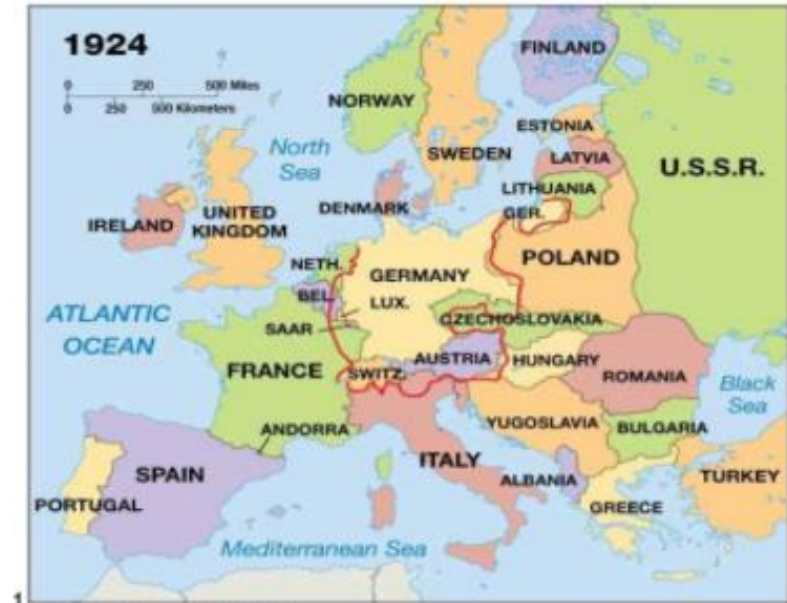 1924
0 250 500 Miles
0 250 500 Kilometers
FINLAND
NORWAY
SWEDEN
ESTONIA
LATVIA
LITHUANIA
GER.
U.S.S.R.
North
Sea
DENMARK
IRELAND
UNITED
KINGDOM
NETH.
BEL.
GERMANY
POLAND
LUX.
SAAR
CZECHOSLOVAKIA
ATLANTIC
OCEAN
FRANCE
SWITZ.
AUSTRIA
HUNGARY
ROMANIA
Black
Sea
ANDORRA
YUGOSLAVIA
BULGARIA
ITALY
SPAIN
PORTUGAL
ALBANIA
GREECE
TURKEY
Mediterranean Sea
1